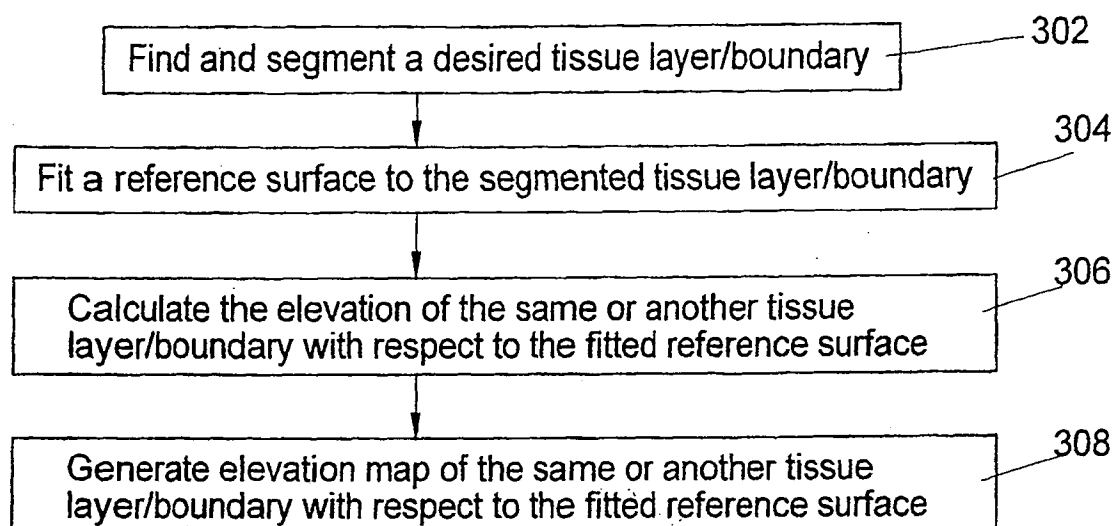 302
Find and segment a desired tissue layer/boundary
304
Fit a reference surface to the segmented tissue layer/boundary
306
Calculate the elevation of the same or another tissue
layer/boundary with respect to the fitted reference surface
308
Generate elevation map of the same or another tissue
layer/boundary with respect to the fitted reference surface